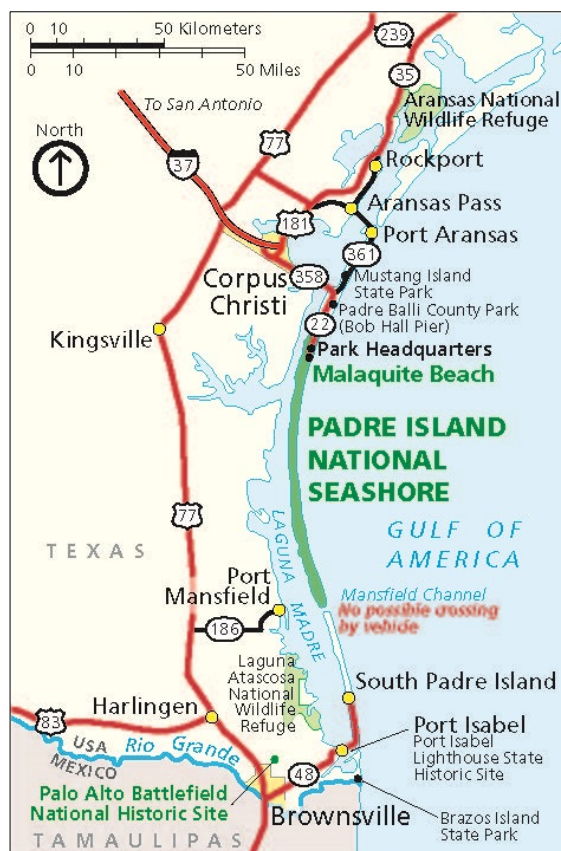 0 10 50 Kilometers
0 10 50 Miles
North
To San Antonio
239
35
Aransas National
Wildlife Refuge
77
37
Rockport
Aransas Pass
181
Port Aransas
361
Corpus
Christi
358
Mustang Island
State Park
Padre Balli County Park
(Bob Hall Pier)
22
Kingsville
Park Headquarters
Malaquite Beach
PADRE ISLAND
NATIONAL
SEASHORE
77
TEXAS
LAGUNA MADRE
GULF OF
AMERICA
Port
Mansfield
Mansfield Channel
No possible crossing
by vehicle
186
Laguna
Atascosa
National
Wildlife
Refuge
South Padre Island
Harlingen
83
USA
MEXICO
Rio Grande
Port Isabel
Port Isabel
Lighthouse State
Historic Site
48
Palo Alto Battlefield
National Historic Site
Brownsville
Brazos Island
State Park
TAMAULIPAS